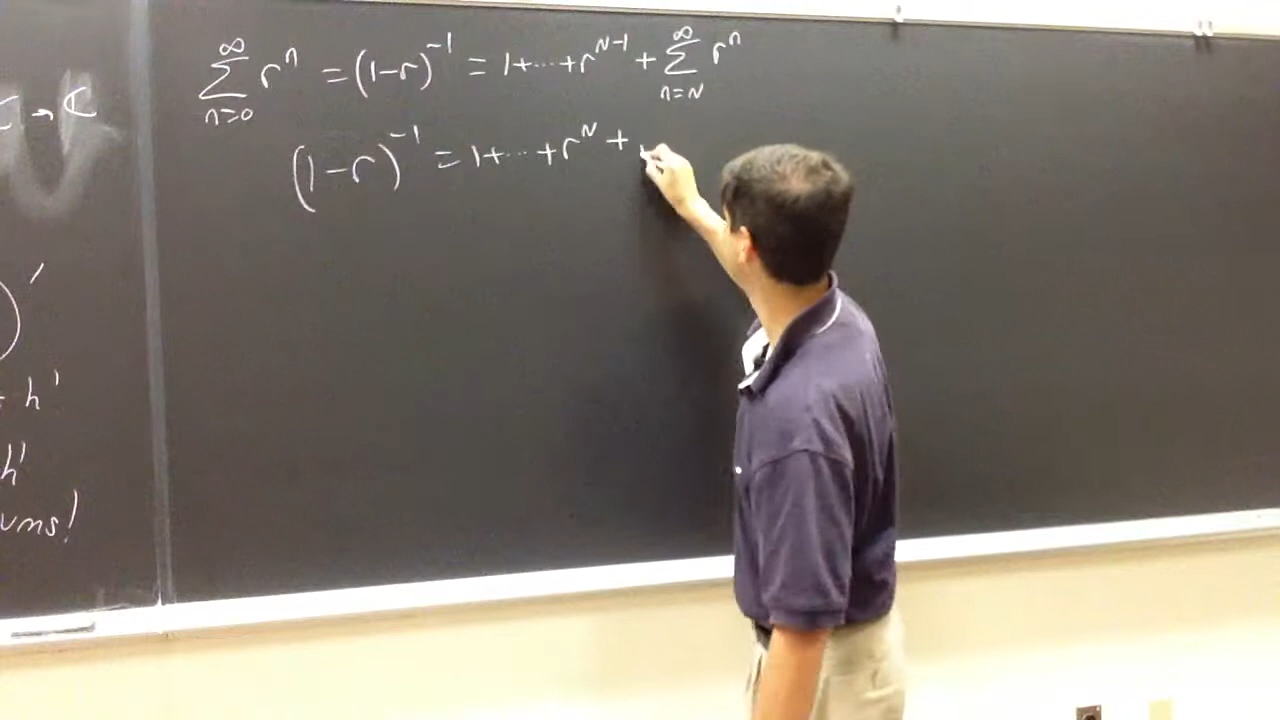 ℂ → ℂ
)′
+ h′
h′
ums!
∑_{n=0}^{∞} r^n = (1-r)^{-1} = 1+⋯+r^{N-1} + ∑_{n=N}^{∞} r^n
(1-r)^{-1} = 1+⋯+r^N +